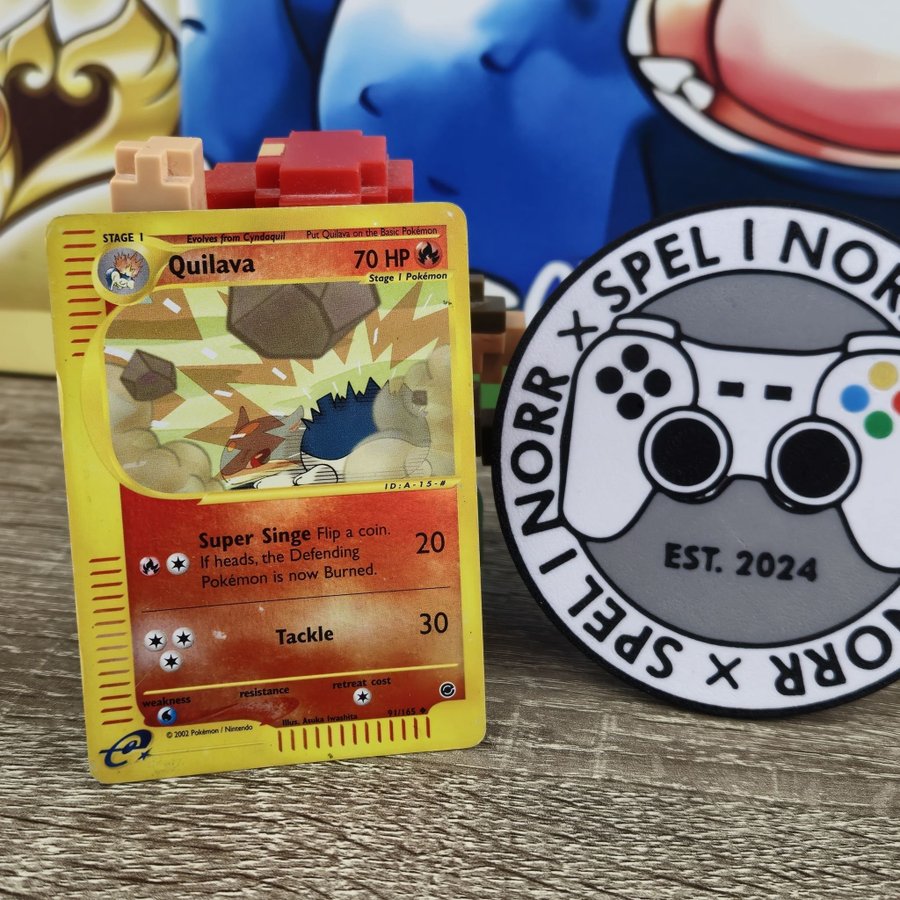 STAGE 1
Evolves from Cyndaquil
Put Quilava on the Basic Pokémon
Quilava 70 HP
Stage 1 Pokémon
ID:A-15-#
Super Singe Flip a coin.
If heads, the Defending
Pokémon is now Burned.
20
Tackle 30
weakness resistance retreat cost
Illus. Asuka Iwashita 91/165
© 2002 Pokémon / Nintendo
e
X SPEL I NORR X SPEL I NORR
EST. 2024